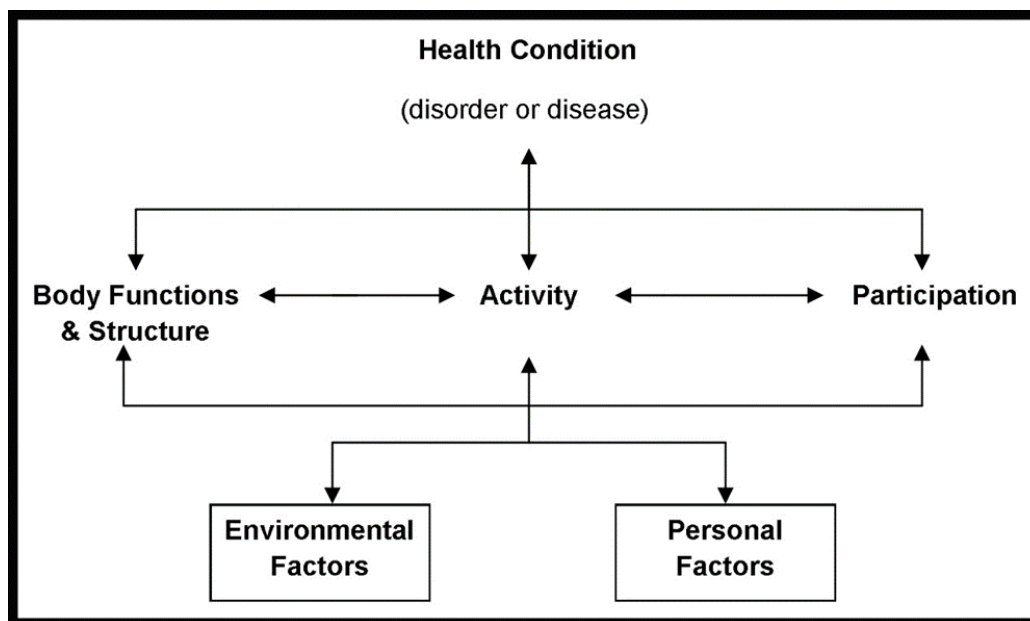 Health Condition
(disorder or disease)
Body Functions
& Structure
Activity
Participation
Environmental
Factors
Personal
Factors